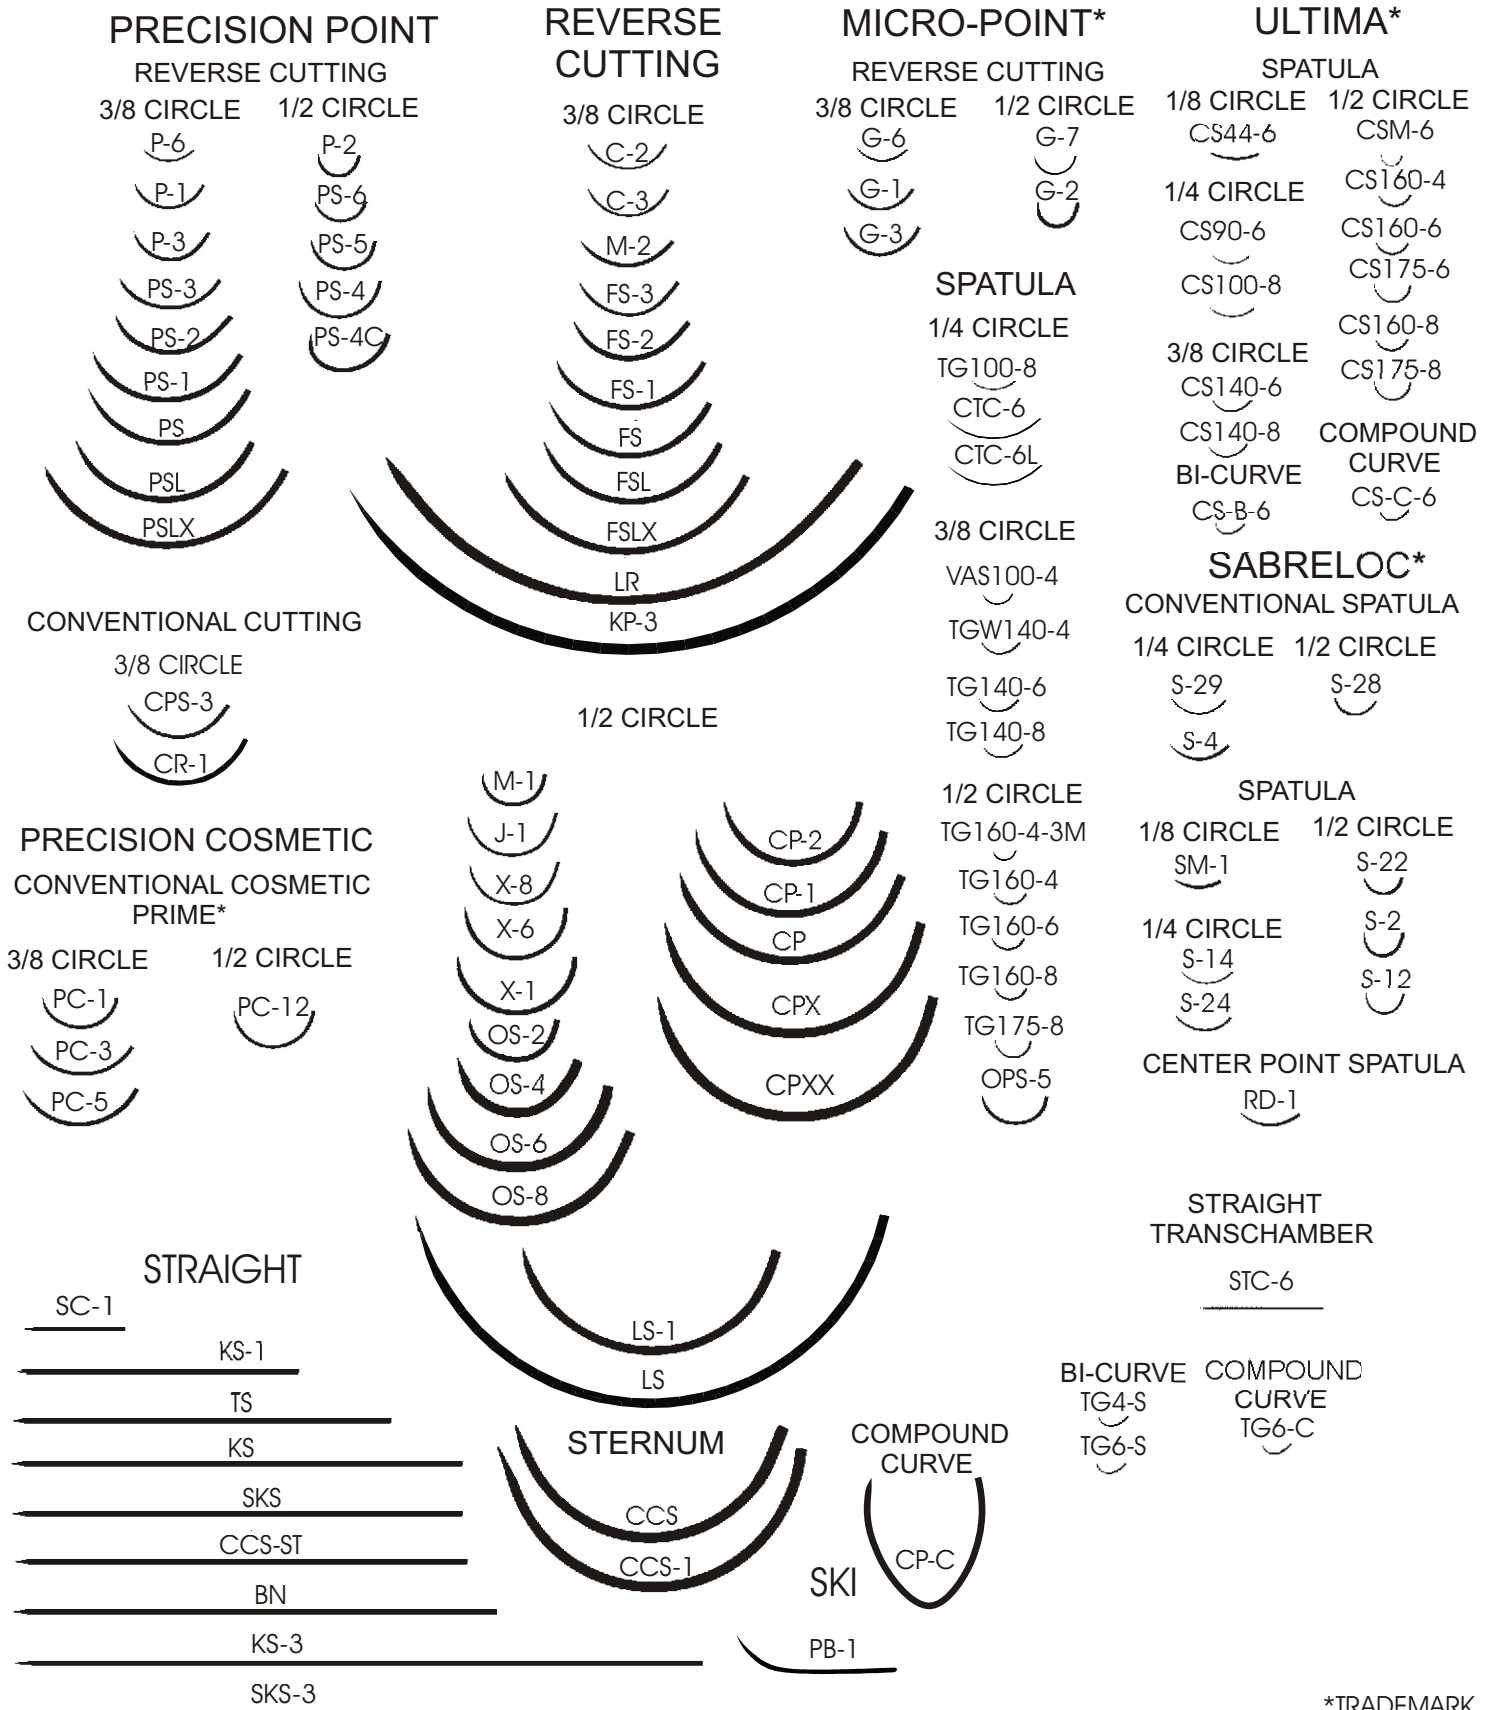 PRECISION POINT
REVERSE CUTTING
3/8 CIRCLE
P-6
P-1
P-3
PS-3
PS-2
PS-1
PS
PSL
PSLX
1/2 CIRCLE
P-2
PS-6
PS-5
PS-4
PS-4C
CONVENTIONAL CUTTING
3/8 CIRCLE
CPS-3
CR-1
PRECISION COSMETIC
CONVENTIONAL COSMETIC
PRIME*
3/8 CIRCLE
PC-1
PC-3
PC-5
1/2 CIRCLE
PC-12
STRAIGHT
SC-1
KS-1
TS
KS
SKS
CCS-ST
BN
KS-3
SKS-3
REVERSE
CUTTING
3/8 CIRCLE
C-2
C-3
M-2
FS-3
FS-2
FS-1
FS
FSL
FSLX
LR
KP-3
1/2 CIRCLE
M-1
J-1
X-8
X-6
X-1
OS-2
OS-4
OS-6
OS-8
CP-2
CP-1
CP
CPX
CPXX
LS-1
LS
STERNUM
CCS
CCS-1
COMPOUND
CURVE
CP-C
SKI
PB-1
MICRO-POINT*
REVERSE CUTTING
3/8 CIRCLE
G-6
G-1
G-3
1/2 CIRCLE
G-7
G-2
SPATULA
1/4 CIRCLE
TG100-8
CTC-6
CTC-6L
3/8 CIRCLE
VAS100-4
TGW140-4
TG140-6
TG140-8
1/2 CIRCLE
TG160-4-3M
TG160-4
TG160-6
TG160-8
TG175-8
OPS-5
BI-CURVE
TG4-S
TG6-S
COMPOUND
CURVE
TG6-C
ULTIMA*
SPATULA
1/8 CIRCLE
CS44-6
1/4 CIRCLE
CS90-6
CS100-8
3/8 CIRCLE
CS140-6
CS140-8
BI-CURVE
CS-B-6
1/2 CIRCLE
CSM-6
CS160-4
CS160-6
CS175-6
CS160-8
CS175-8
COMPOUND
CURVE
CS-C-6
SABRELOC*
CONVENTIONAL SPATULA
1/4 CIRCLE
S-29
S-4
1/2 CIRCLE
S-28
SPATULA
1/8 CIRCLE
SM-1
1/4 CIRCLE
S-14
S-24
1/2 CIRCLE
S-22
S-2
S-12
CENTER POINT SPATULA
RD-1
STRAIGHT
TRANSCHAMBER
STC-6
*TRADEMARK